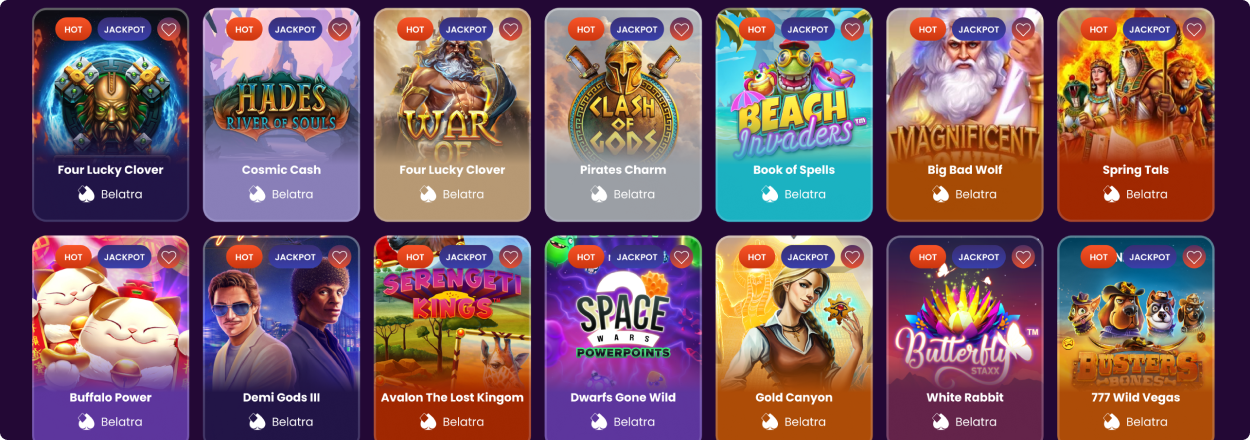 HOT JACKPOT
Four Lucky Clover
Belatra
HOT JACKPOT
HADES
RIVER OF SOULS
Cosmic Cash
Belatra
HOT JACKPOT
WAR
OF
Four Lucky Clover
Belatra
HOT JACKPOT
CLASH
OF
GODS
Pirates Charm
Belatra
HOT JACKPOT
BEACH
Invaders™
Book of Spells
Belatra
HOT JACKPOT
MAGNIFICENT
Big Bad Wolf
Belatra
HOT JACKPOT
Spring Tals
Belatra
HOT JACKPOT
Buffalo Power
Belatra
HOT JACKPOT
Demi Gods III
Belatra
HOT JACKPOT
SERENGETI
KINGS™
Avalon The Lost Kingom
Belatra
HOT JACKPOT
2
SPACE
WARS
POWERPOINTS
Dwarfs Gone Wild
Belatra
HOT JACKPOT
Gold Canyon
Belatra
HOT JACKPOT
Butterfly™
STAXX
White Rabbit
Belatra
HOT JACKPOT
BUSTERS
BONES
777 Wild Vegas
Belatra